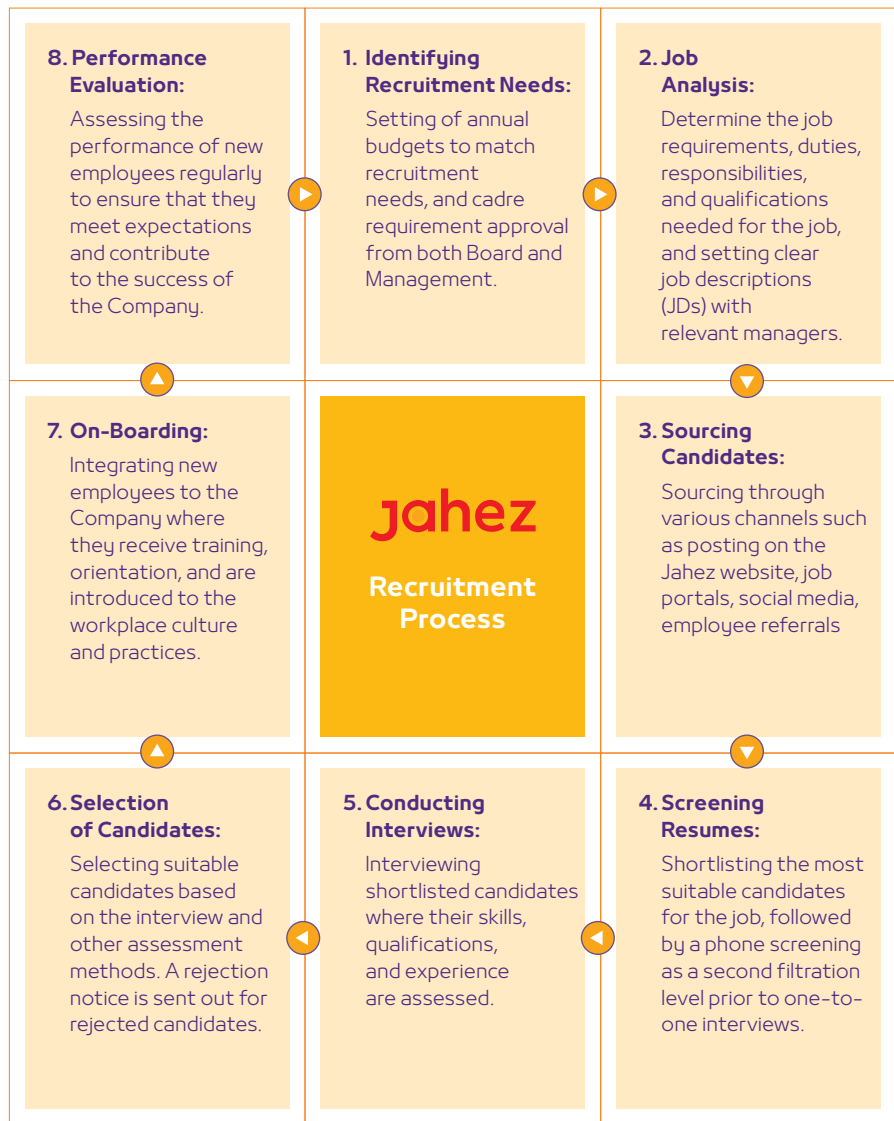 8. Performance
Evaluation:
Assessing the
performance of new
employees regularly
to ensure that they
meet expectations
and contribute
to the success of
the Company.
1. Identifying
Recruitment Needs:
Setting of annual
budgets to match
recruitment
needs, and cadre
requirement approval
from both Board and
Management.
2. Job
Analysis:
Determine the job
requirements, duties,
responsibilities,
and qualifications
needed for the job,
and setting clear
job descriptions
(JDs) with
relevant managers.
7. On-Boarding:
Integrating new
employees to the
Company where
they receive training,
orientation, and are
introduced to the
workplace culture
and practices.
jahez
Recruitment
Process
3. Sourcing
Candidates:
Sourcing through
various channels such
as posting on the
Jahez website, job
portals, social media,
employee referrals
6. Selection
of Candidates:
Selecting suitable
candidates based
on the interview and
other assessment
methods. A rejection
notice is sent out for
rejected candidates.
5. Conducting
Interviews:
Interviewing
shortlisted candidates
where their skills,
qualifications,
and experience
are assessed.
4. Screening
Resumes:
Shortlisting the most
suitable candidates
for the job, followed
by a phone screening
as a second filtration
level prior to one-to-
one interviews.